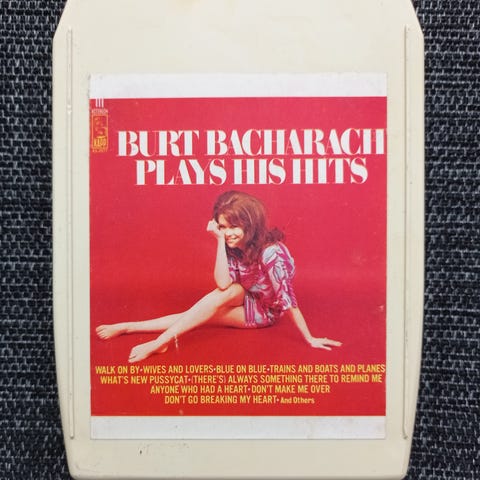 KAPP
BURT BACHARACH
PLAYS HIS HITS
WALK ON BY•WIVES AND LOVERS•BLUE ON BLUE•TRAINS AND BOATS AND PLANES
WHAT'S NEW PUSSYCAT•(THERE'S) ALWAYS SOMETHING THERE TO REMIND ME
ANYONE WHO HAD A HEART•DON'T MAKE ME OVER
DON'T GO BREAKING MY HEART• And Others